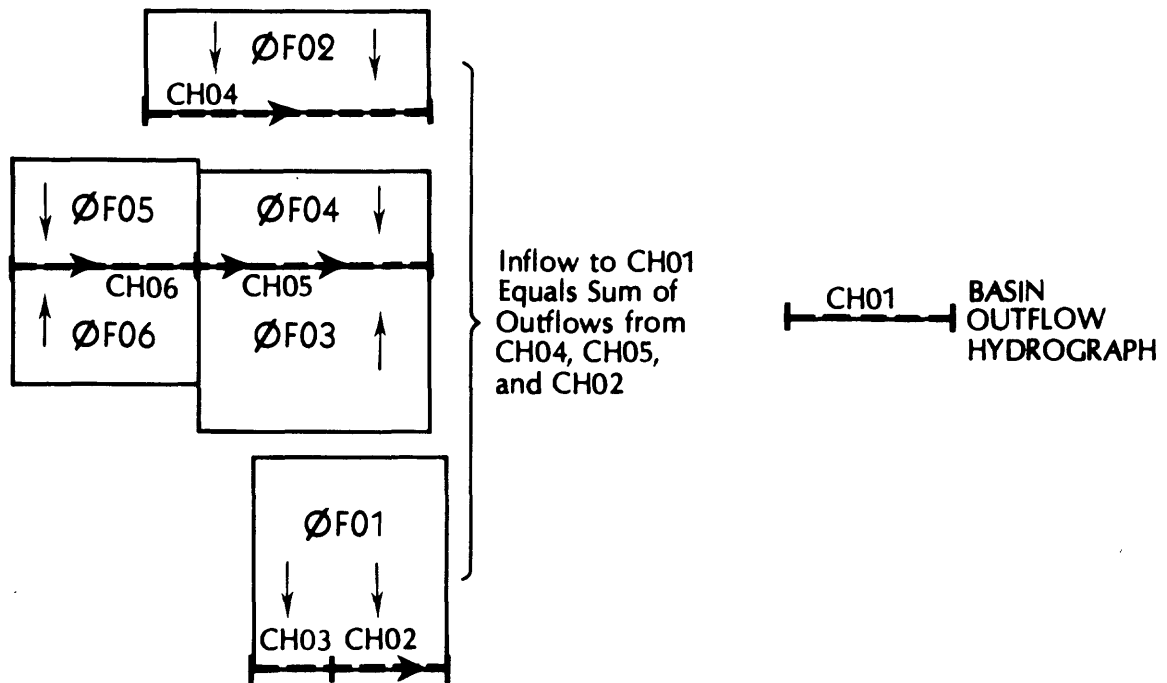 ØF02
CH04
ØF05
ØF04
CH06
CH05
ØF06
ØF03
Inflow to CH01
Equals Sum of
Outflows from
CH04, CH05,
and CH02
CH01
BASIN
OUTFLOW
HYDROGRAPH
ØF01
CH03
CH02